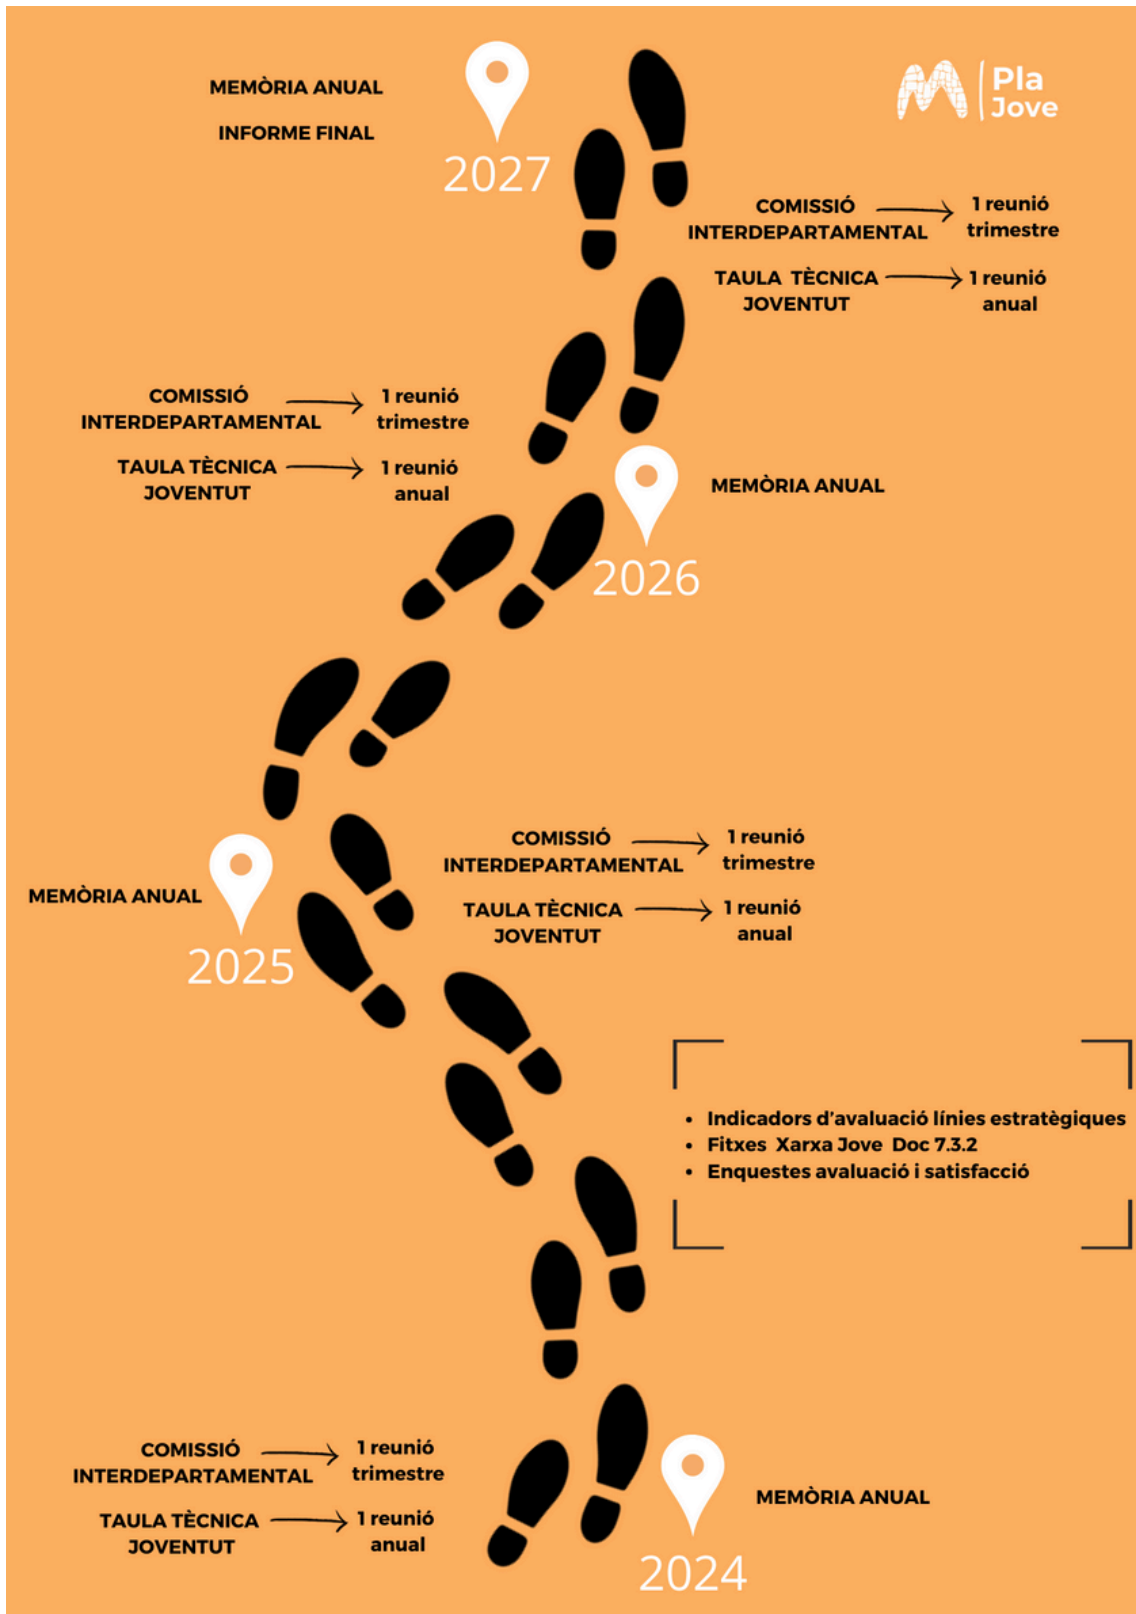 MEMÒRIA ANUAL
INFORME FINAL
2027
Pla
Jove
COMISSIÓ
INTERDEPARTAMENTAL
1 reunió
trimestre
TAULA TÈCNICA
JOVENTUT
1 reunió
anual
COMISSIÓ
INTERDEPARTAMENTAL
1 reunió
trimestre
TAULA TÈCNICA
JOVENTUT
1 reunió
anual
MEMÒRIA ANUAL
2026
COMISSIÓ
INTERDEPARTAMENTAL
1 reunió
trimestre
TAULA TÈCNICA
JOVENTUT
1 reunió
anual
MEMÒRIA ANUAL
2025
• Indicadors d'avaluació línies estratègiques
• Fitxes Xarxa Jove Doc 7.3.2
• Enquestes avaluació i satisfacció
COMISSIÓ
INTERDEPARTAMENTAL
1 reunió
trimestre
TAULA TÈCNICA
JOVENTUT
1 reunió
anual
MEMÒRIA ANUAL
2024